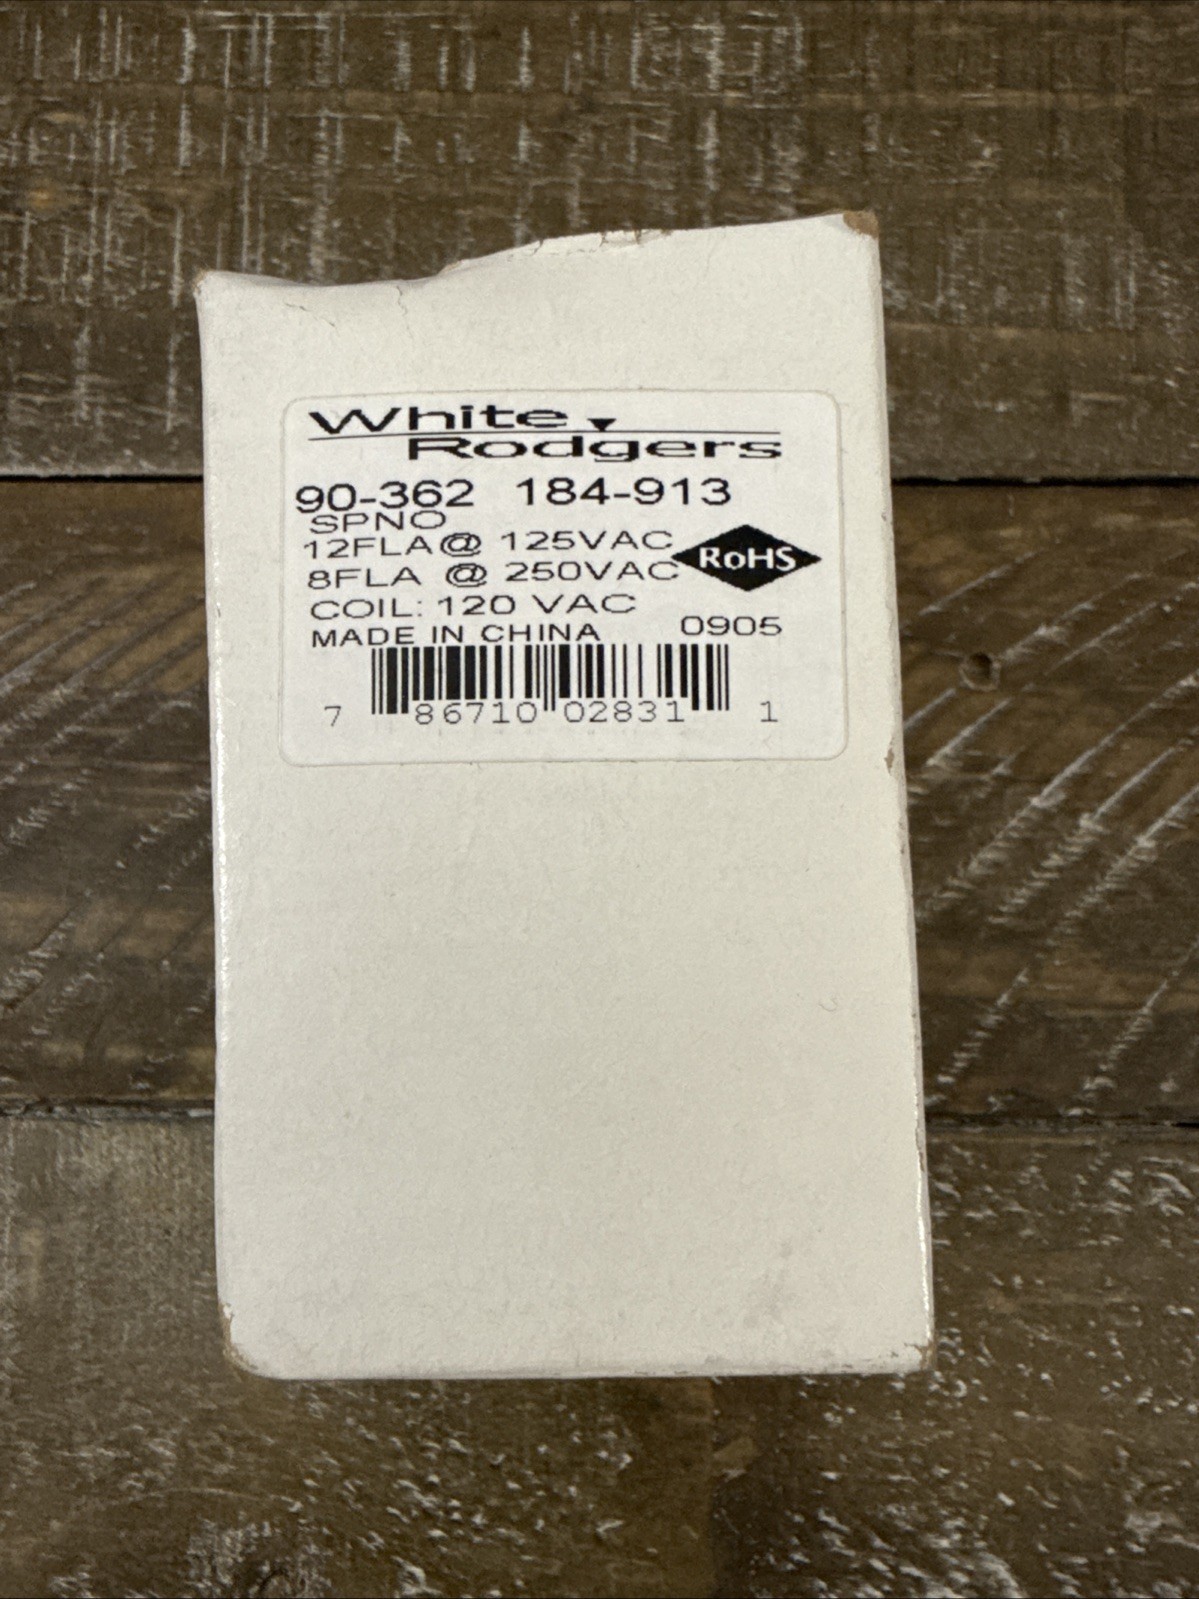 White
Rodgers
90-362 184-913
SPNO
12FLA@ 125VAC
8FLA @ 250VAC
RoHS
COIL: 120 VAC
MADE IN CHINA 0905
7 86710 02831 1